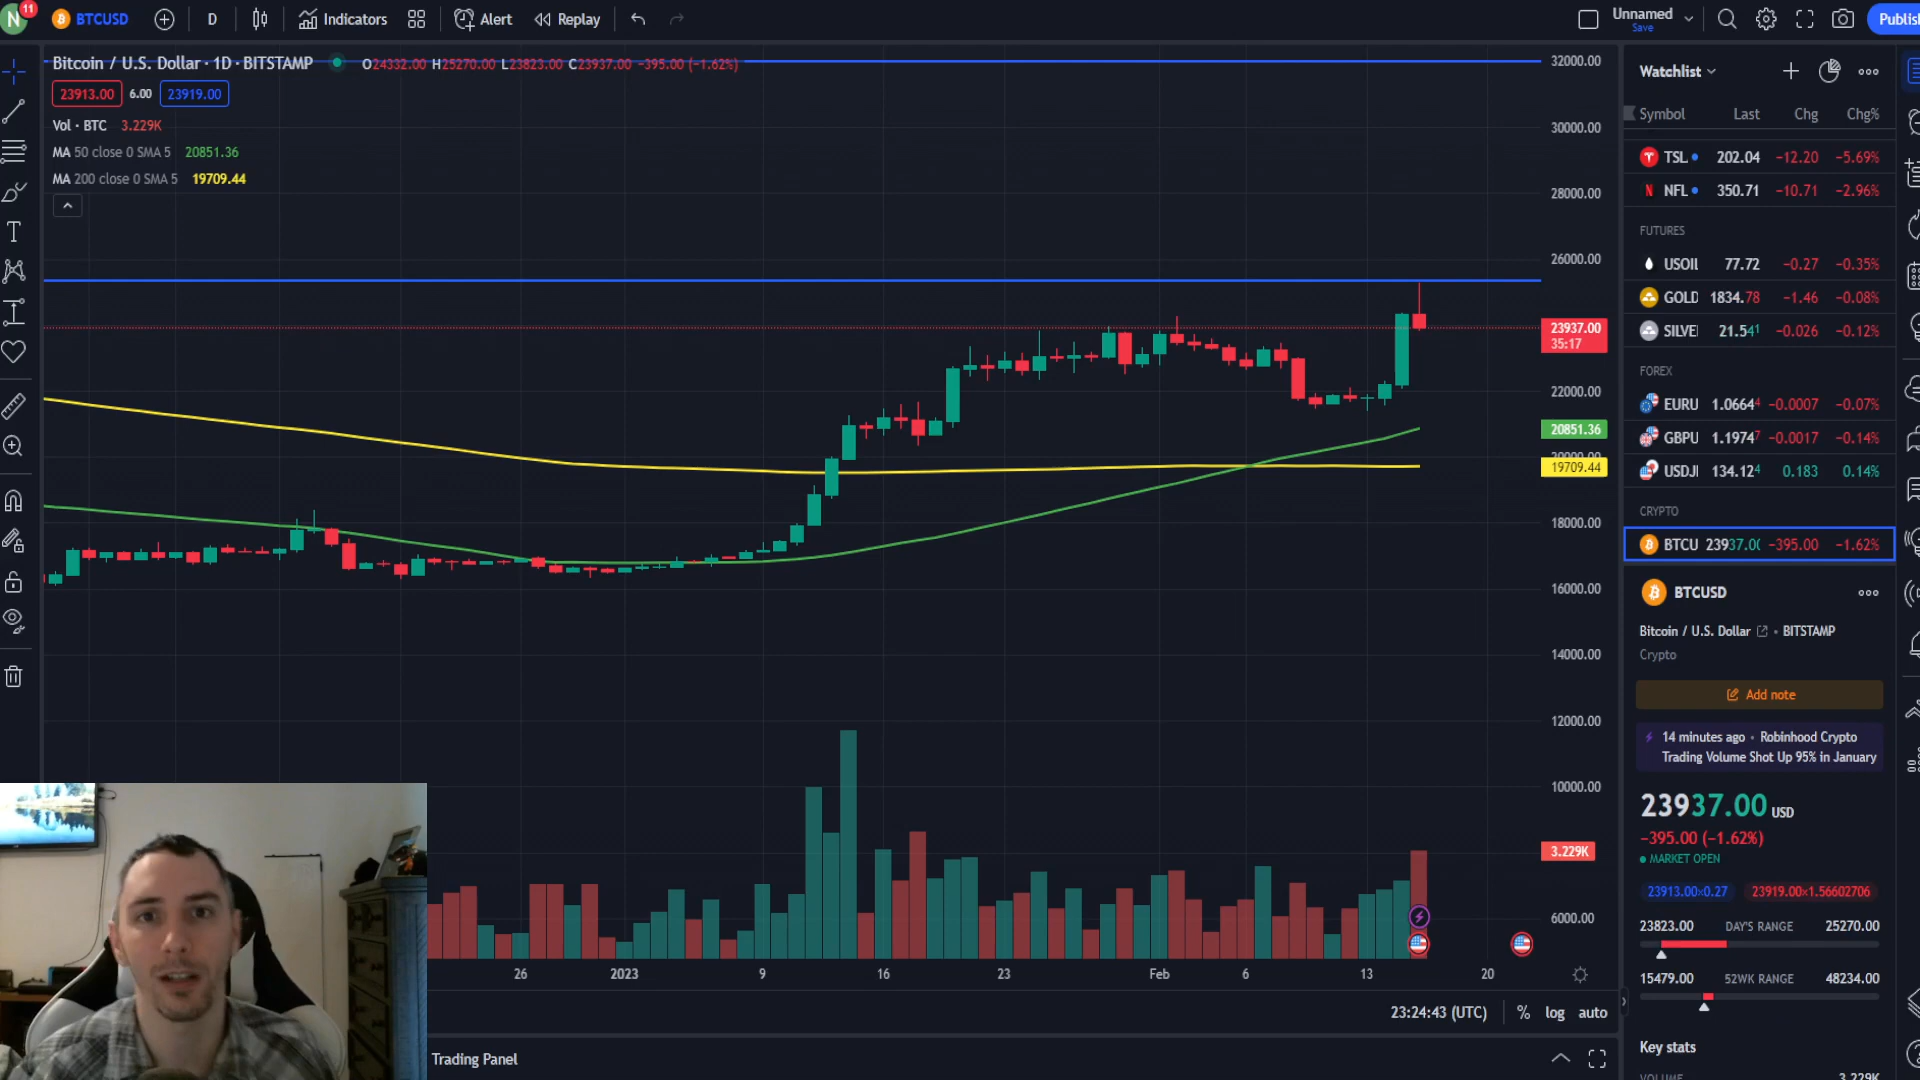 N 11 BTCUSD D Indicators Alert Replay Unnamed Save Publis
Bitcoin / U.S. Dollar · 1D · BITSTAMP O24332.00 H25270.00 L23823.00 C23937.00 −395.00 (−1.62%)
23913.00 6.00 23919.00
Vol · BTC 3.229K
MA 50 close 0 SMA 5 20851.36
MA 200 close 0 SMA 5 19709.44
32000.00
30000.00
28000.00
26000.00
23937.00
35:17
22000.00
20851.36
20000.00
19709.44
18000.00
16000.00
14000.00
12000.00
10000.00
3.229K
6000.00
26 2023 9 16 23 Feb 6 13 20
23:24:43 (UTC) % log auto
Trading Panel
Watchlist
Symbol Last Chg Chg%
TSL 202.04 −12.20 −5.69%
NFL 350.71 −10.71 −2.96%
FUTURES
USOIL 77.72 −0.27 −0.35%
GOLD 1834.78 −1.46 −0.08%
SILVE 21.541 −0.026 −0.12%
FOREX
EURU 1.06644 −0.0007 −0.07%
GBPU 1.19747 −0.0017 −0.14%
USDJ 134.124 0.183 0.14%
CRYPTO
BTCU 23937.00 −395.00 −1.62%
BTCUSD
Bitcoin / U.S. Dollar • BITSTAMP
Crypto
Add note
14 minutes ago • Robinhood Crypto
Trading Volume Shot Up 95% in January
23937.00 USD
−395.00 (−1.62%)
MARKET OPEN
23913.00×0.27 23919.00×1.56602706
23823.00 DAY'S RANGE 25270.00
15479.00 52WK RANGE 48234.00
Key stats
VOLUME 3.229K